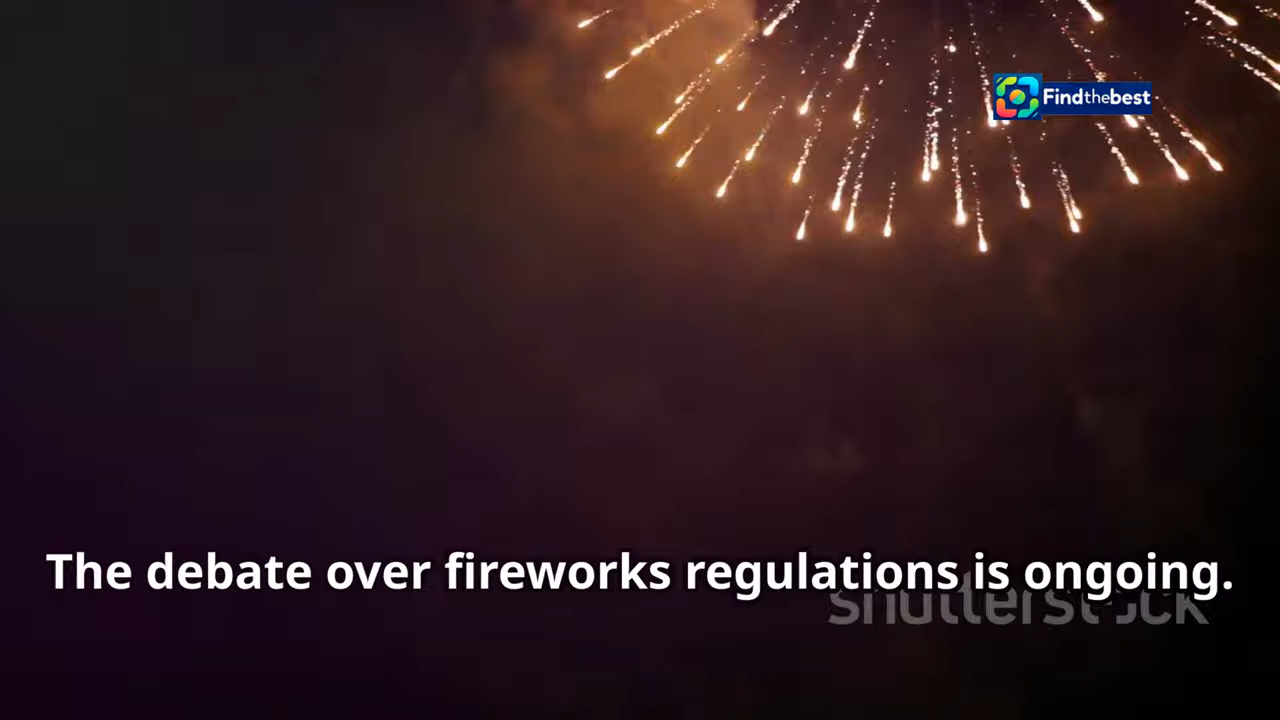 Findthebest
The debate over fireworks regulations is ongoing.
shutterstock